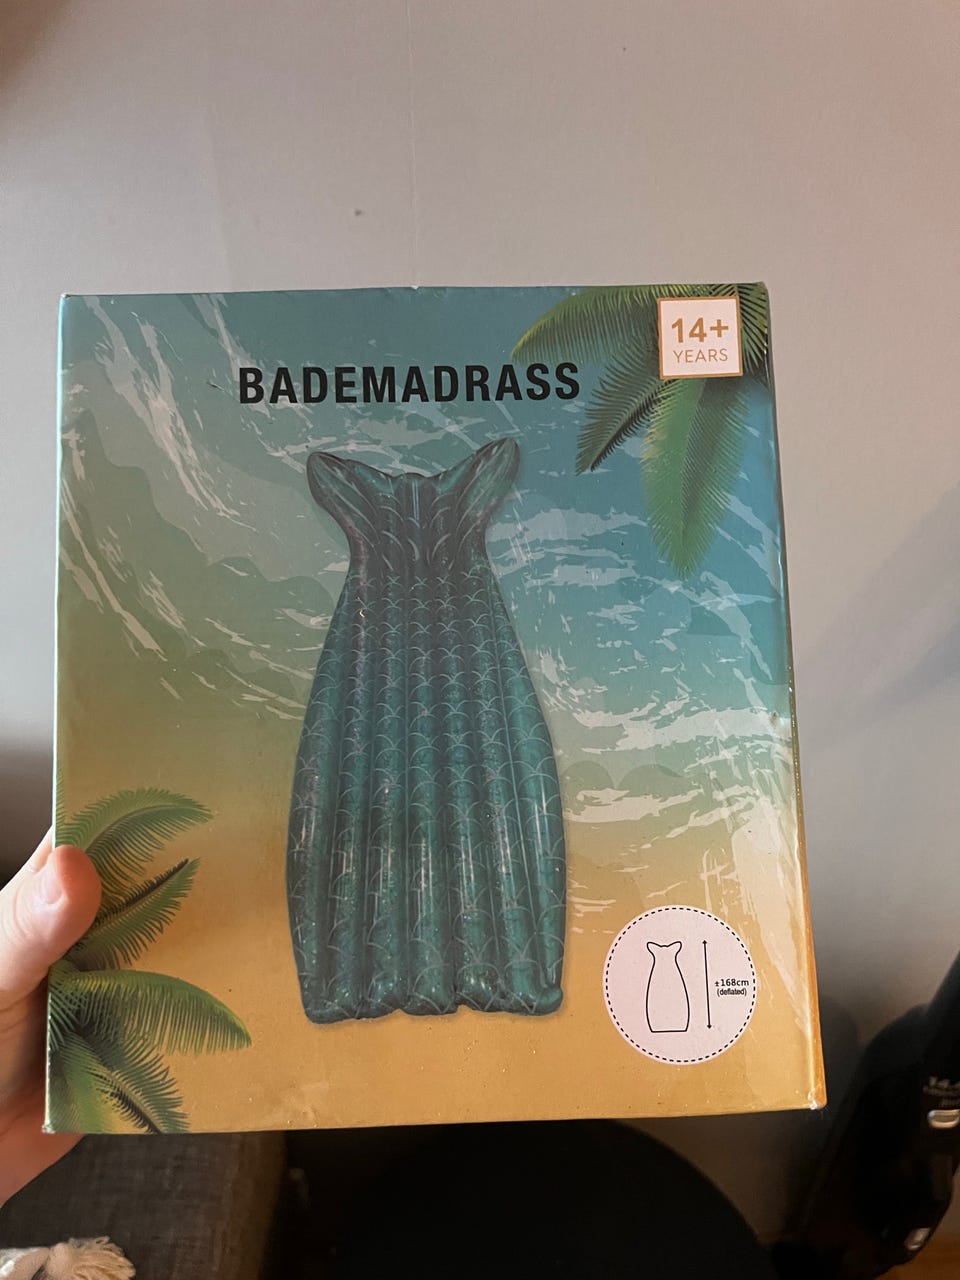 14+
YEARS
BADEMADRASS
±168cm
(deflated)